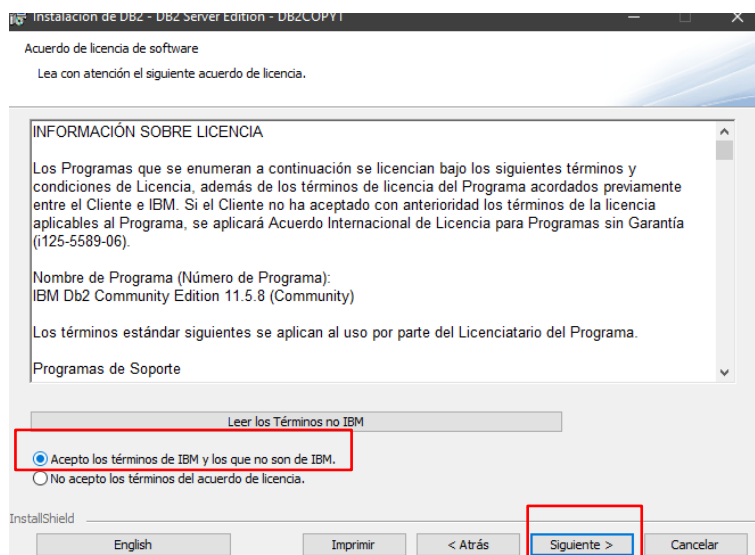 Instalación de DB2 - DB2 Server Edition - DB2COPY1
Acuerdo de licencia de software
Lea con atención el siguiente acuerdo de licencia.
INFORMACIÓN SOBRE LICENCIA
Los Programas que se enumeran a continuación se licencian bajo los siguientes términos y
condiciones de Licencia, además de los términos de licencia del Programa acordados previamente
entre el Cliente e IBM. Si el Cliente no ha aceptado con anterioridad los términos de la licencia
aplicables al Programa, se aplicará Acuerdo Internacional de Licencia para Programas sin Garantía
(i125-5589-06).
Nombre de Programa (Número de Programa):
IBM Db2 Community Edition 11.5.8 (Community)
Los términos estándar siguientes se aplican al uso por parte del Licenciatario del Programa.
Programas de Soporte
Leer los Términos no IBM
Acepto los términos de IBM y los que no son de IBM.
No acepto los términos del acuerdo de licencia.
InstallShield
English Imprimir < Atrás Siguiente > Cancelar